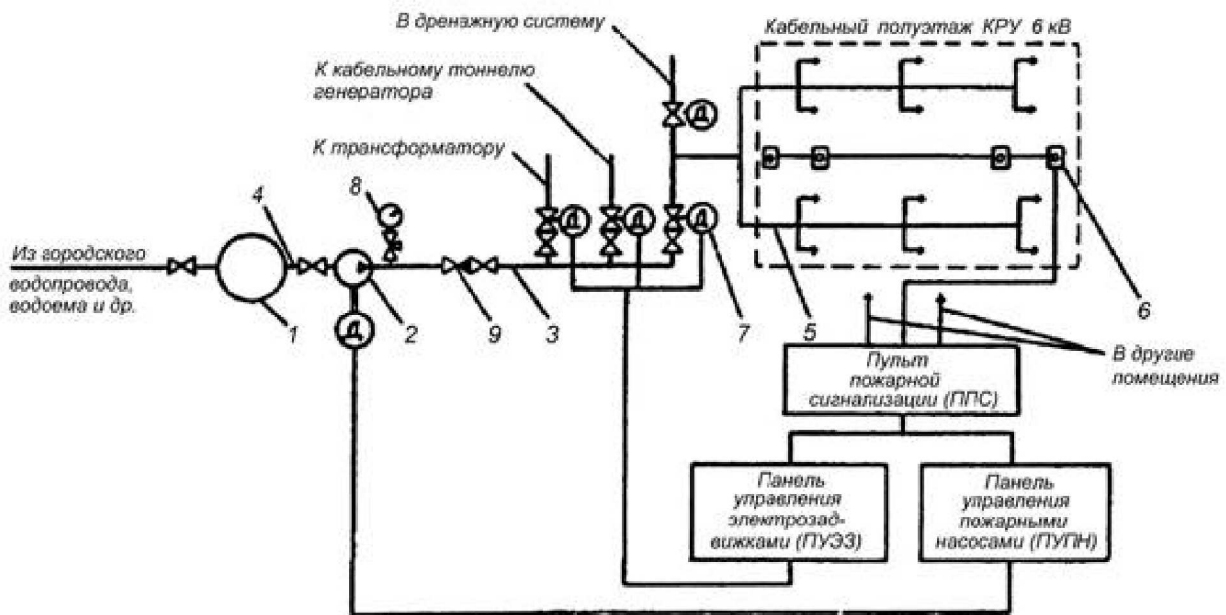 В дренажную систему
Кабельный полуэтаж КРУ 6 кВ
К кабельному тоннелю
генератора
К трансформатору
Д
8
4
Д
Д
Д
Из городского
водопровода,
водоема и др.
1
Д
2
9
3
7
5
6
Пульт
пожарной
сигнализации (ППС)
В другие
помещения
Панель
управления
электрозад-
вижками (ПУЭЗ)
Панель
управления
пожарными
насосами (ПУПН)